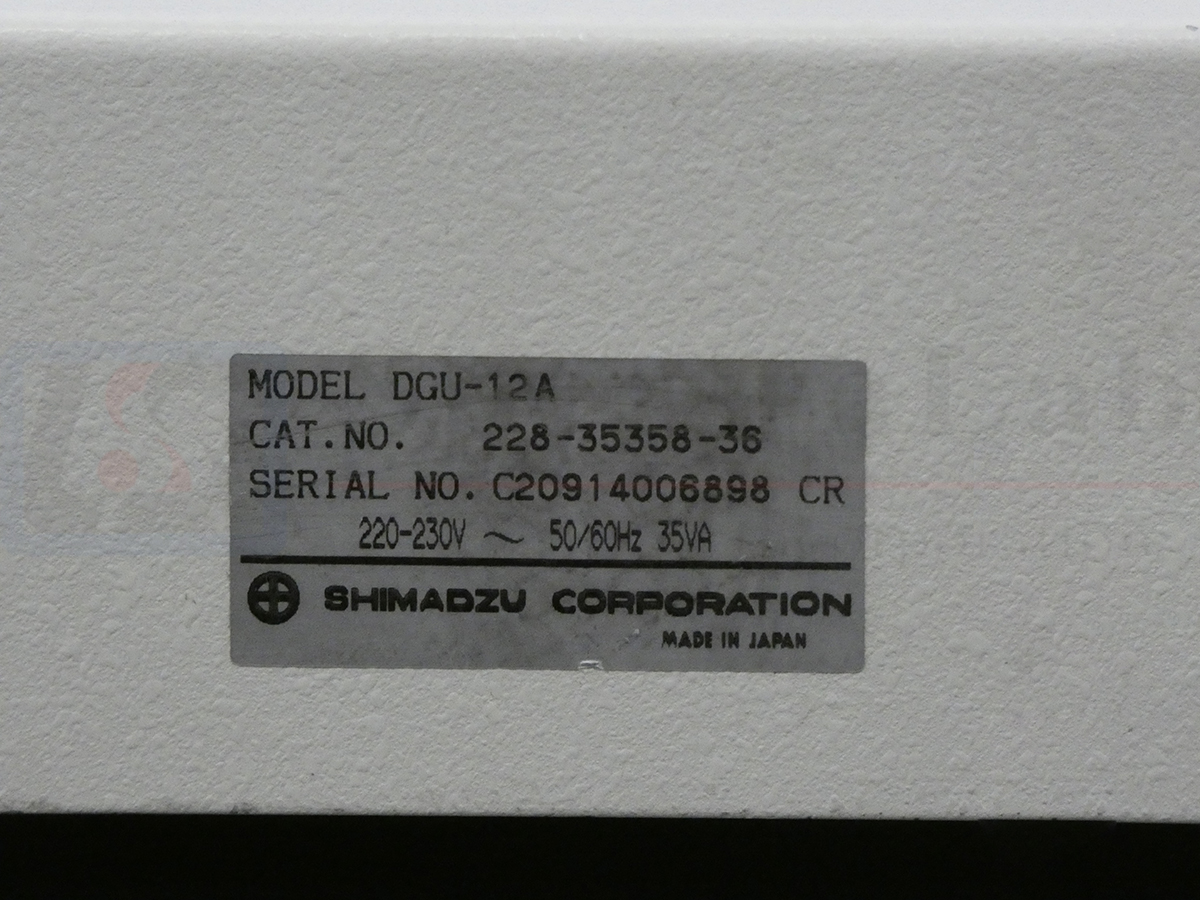 MODEL DGU-12A
CAT.NO. 228-35358-36
SERIAL NO. C20914006898 CR
220-230V ~ 50/60Hz 35VA
SHIMADZU CORPORATION
MADE IN JAPAN